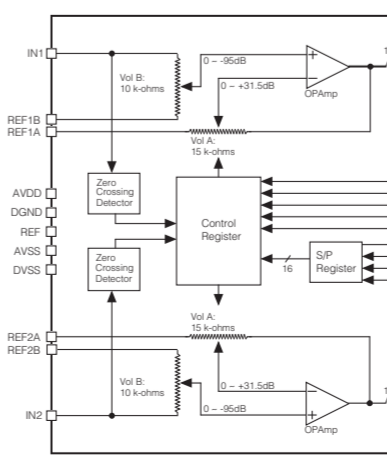 IN1
0 – -95dB
1
Vol B:
10 k-ohms
0 – +31.5dB
OPAmp
REF1B
REF1A
Vol A:
15 k-ohms
Zero
Crossing
Detector
AVDD
DGND
REF
AVSS
DVSS
Control
Register
Zero
Crossing
Detector
S/P
Register
16
Vol A:
15 k-ohms
REF2A
REF2B
Vol B:
10 k-ohms
0 – +31.5dB
1
0 – -95dB
IN2
OPAmp
+
−
−
+